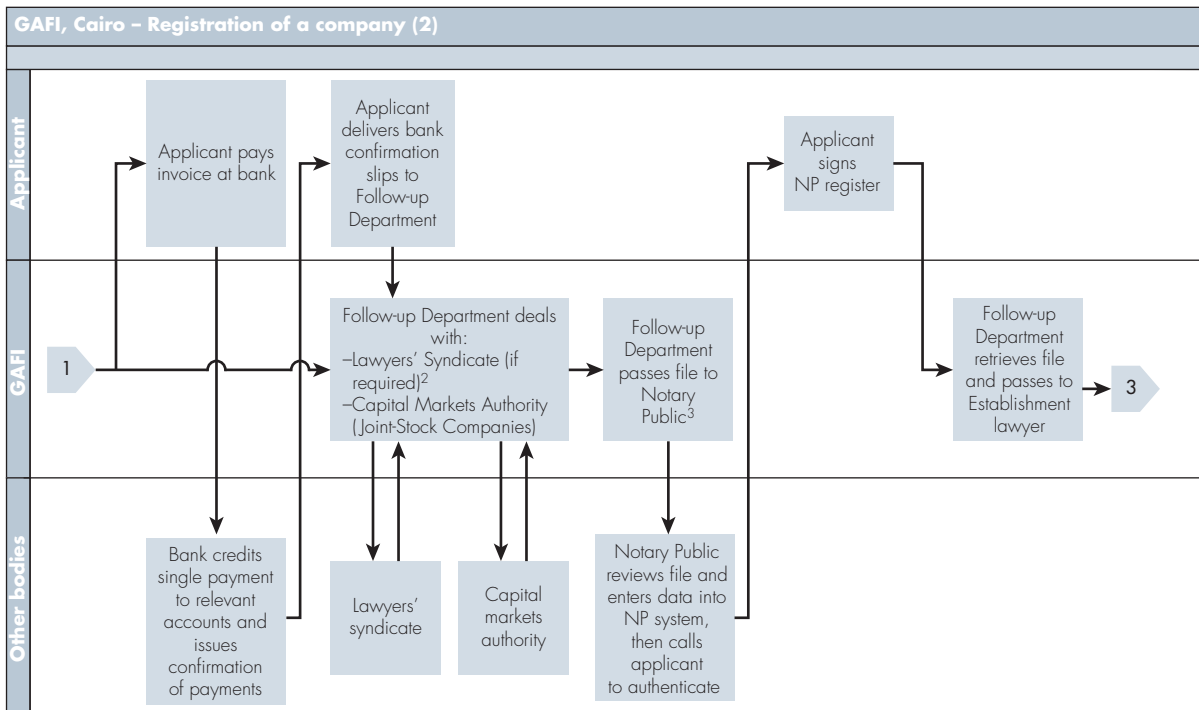 GAFI, Cairo – Registration of a company (2)
Applicant
Applicant pays
invoice at bank
Applicant
delivers bank
confirmation
slips to
Follow-up
Department
Applicant
signs
NP register
GAFI
1
Follow-up Department deals
with:
–Lawyers’ Syndicate (if
required)2
–Capital Markets Authority
(Joint-Stock Companies)
Follow-up
Department
passes file to
Notary
Public3
Follow-up
Department
retrieves file
and passes to
Establishment
lawyer
3
Other bodies
Bank credits
single payment
to relevant
accounts and
issues
confirmation
of payments
Lawyers’
syndicate
Capital
markets
authority
Notary Public
reviews file and
enters data into
NP system,
then calls
applicant
to authenticate